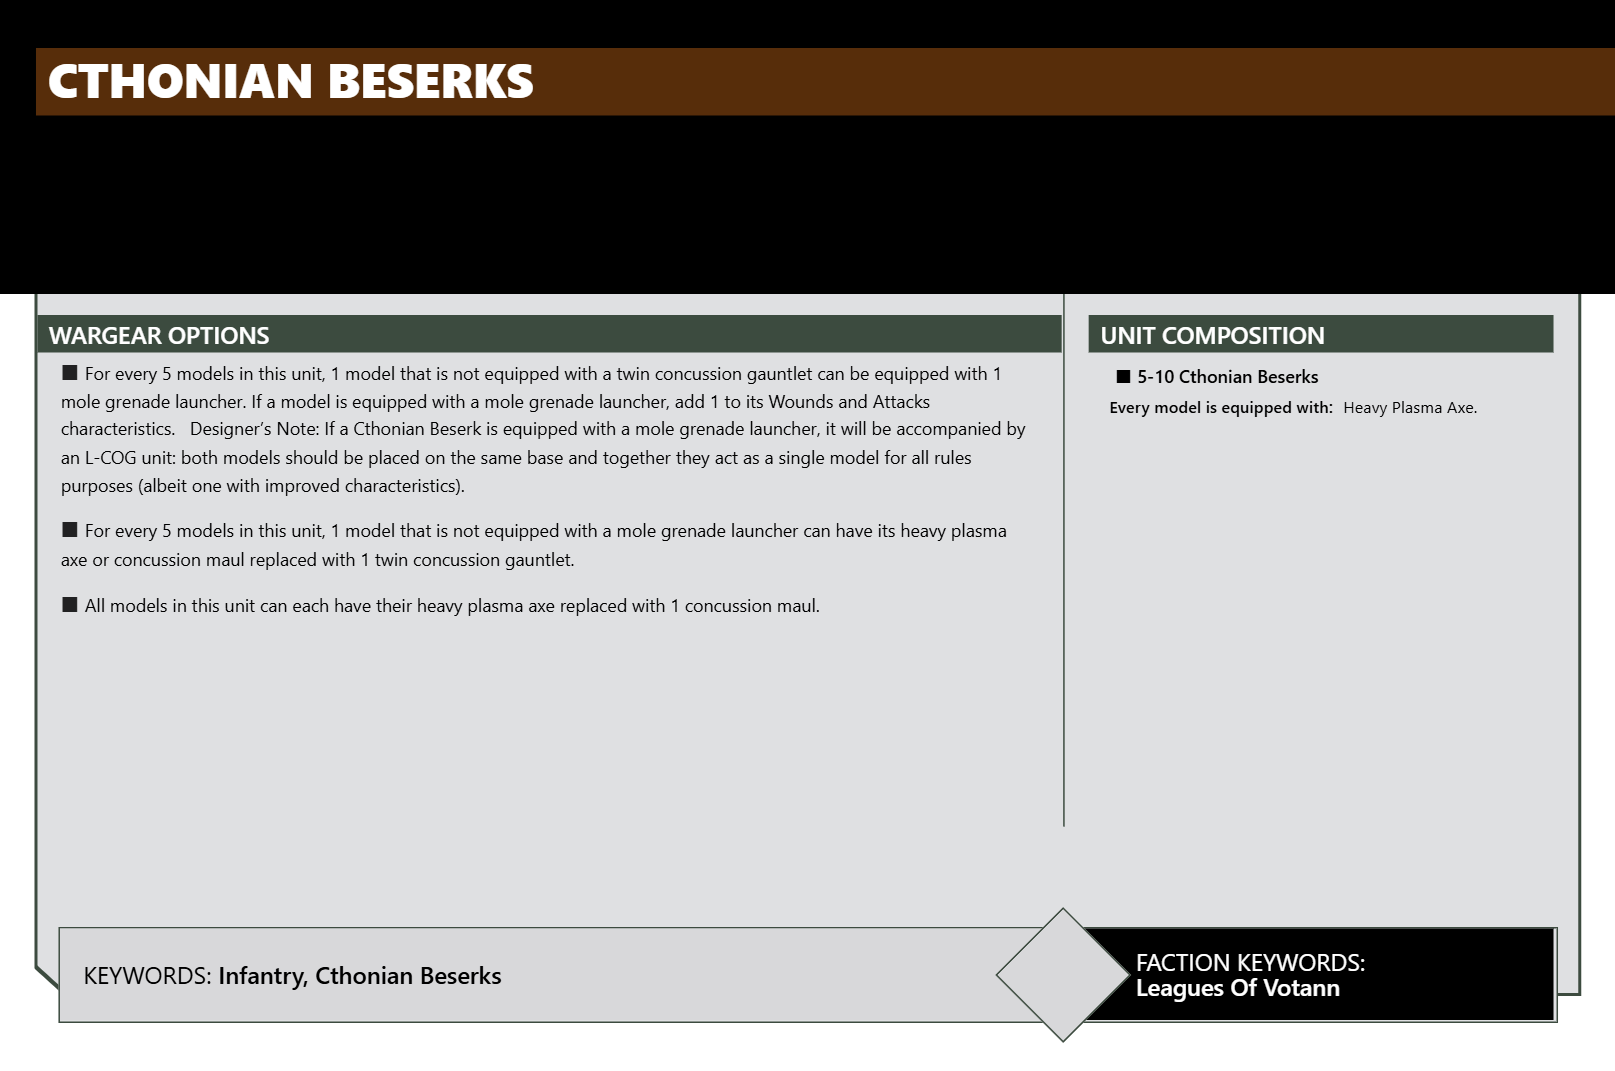 CTHONIAN BESERKS
WARGEAR OPTIONS
■ For every 5 models in this unit, 1 model that is not equipped with a twin concussion gauntlet can be equipped with 1
mole grenade launcher. If a model is equipped with a mole grenade launcher, add 1 to its Wounds and Attacks
characteristics.   Designer’s Note: If a Cthonian Beserk is equipped with a mole grenade launcher, it will be accompanied by
an L-COG unit: both models should be placed on the same base and together they act as a single model for all rules
purposes (albeit one with improved characteristics).
■ For every 5 models in this unit, 1 model that is not equipped with a mole grenade launcher can have its heavy plasma
axe or concussion maul replaced with 1 twin concussion gauntlet.
■ All models in this unit can each have their heavy plasma axe replaced with 1 concussion maul.
UNIT COMPOSITION
■ 5-10 Cthonian Beserks
Every model is equipped with: Heavy Plasma Axe.
KEYWORDS: Infantry, Cthonian Beserks
FACTION KEYWORDS:
Leagues Of Votann